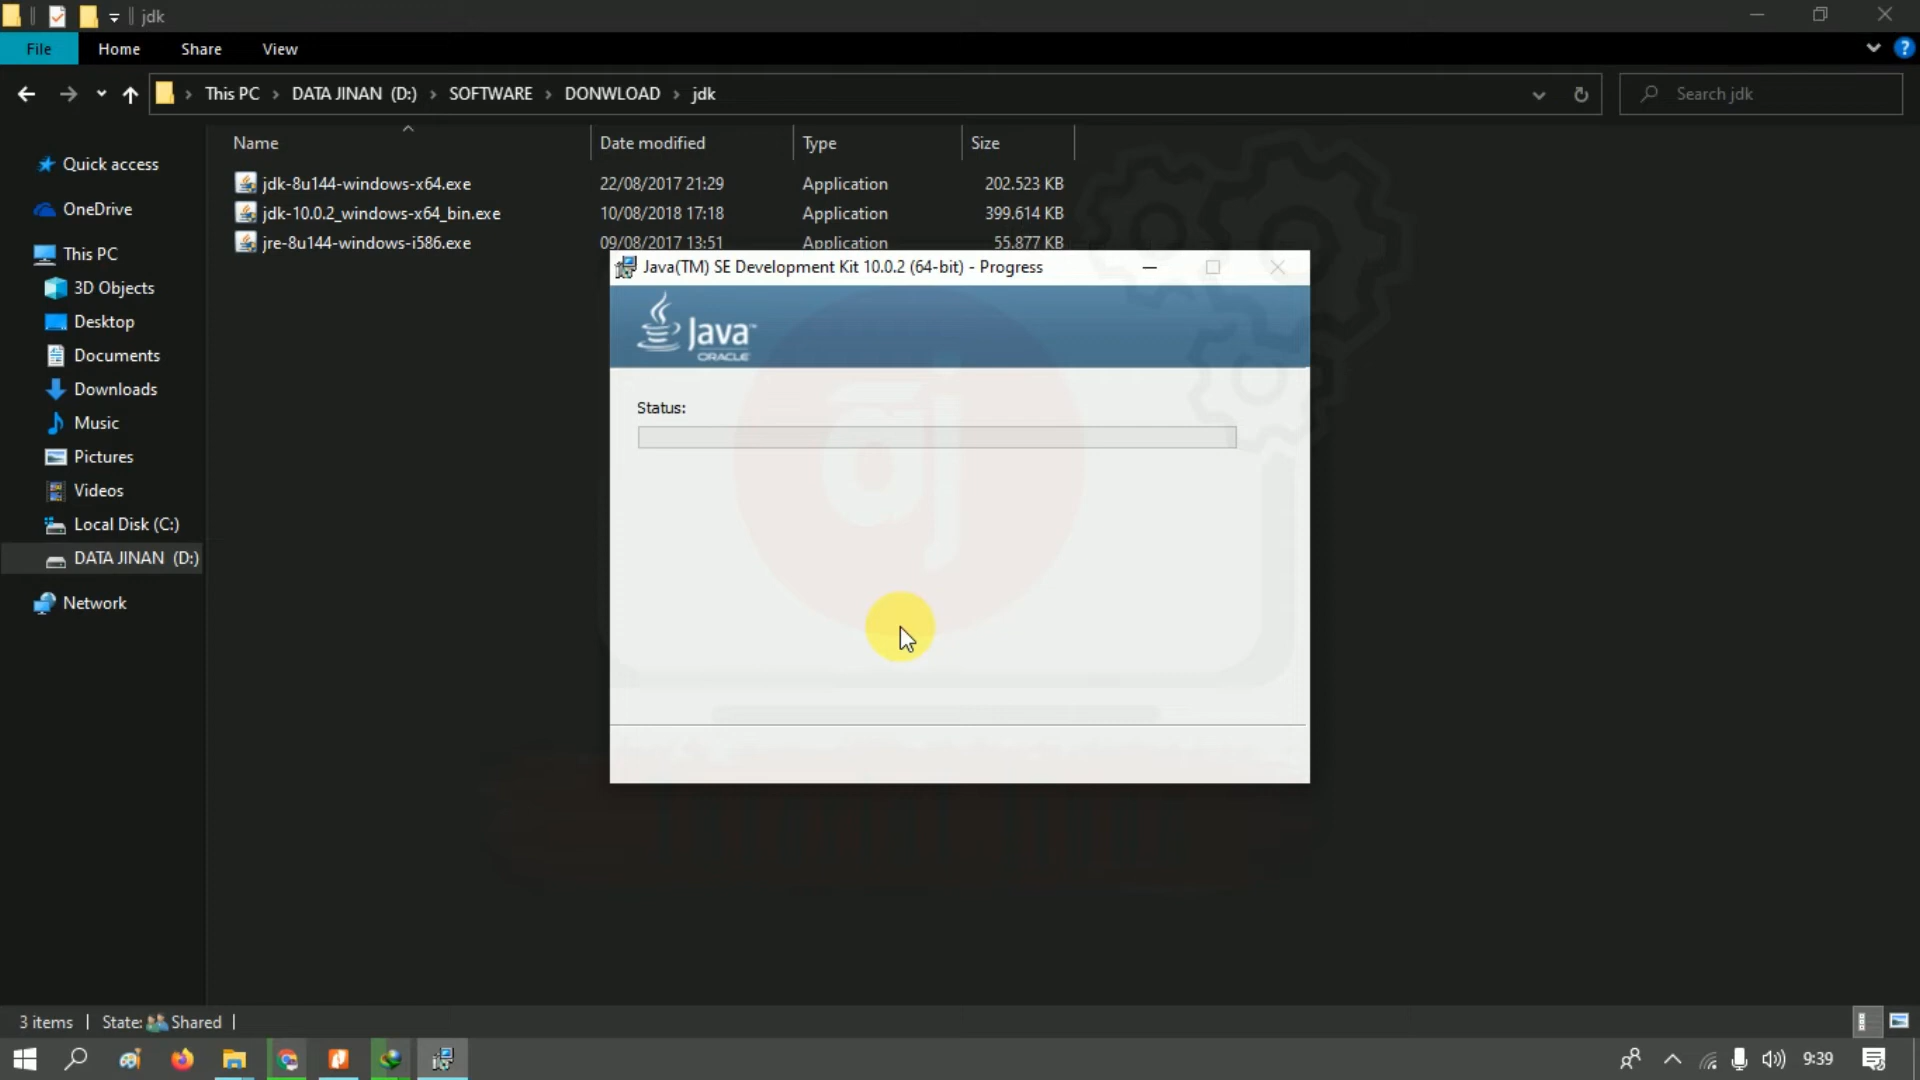 jdk
File Home Share View
This PC DATA JINAN (D:) SOFTWARE DONWLOAD jdk
Search jdk
Name Date modified Type Size
jdk-8u144-windows-x64.exe 22/08/2017 21:29 Application 202.523 KB
jdk-10.0.2_windows-x64_bin.exe 10/08/2018 17:18 Application 399.614 KB
jre-8u144-windows-i586.exe 09/08/2017 13:51 Application 55.877 KB
Quick access
OneDrive
This PC
3D Objects
Desktop
Documents
Downloads
Music
Pictures
Videos
Local Disk (C:)
DATA JINAN (D:)
Network
Java(TM) SE Development Kit 10.0.2 (64-bit) - Progress
Java™
ORACLE
Status:
aj
3 items State: Shared
9:39